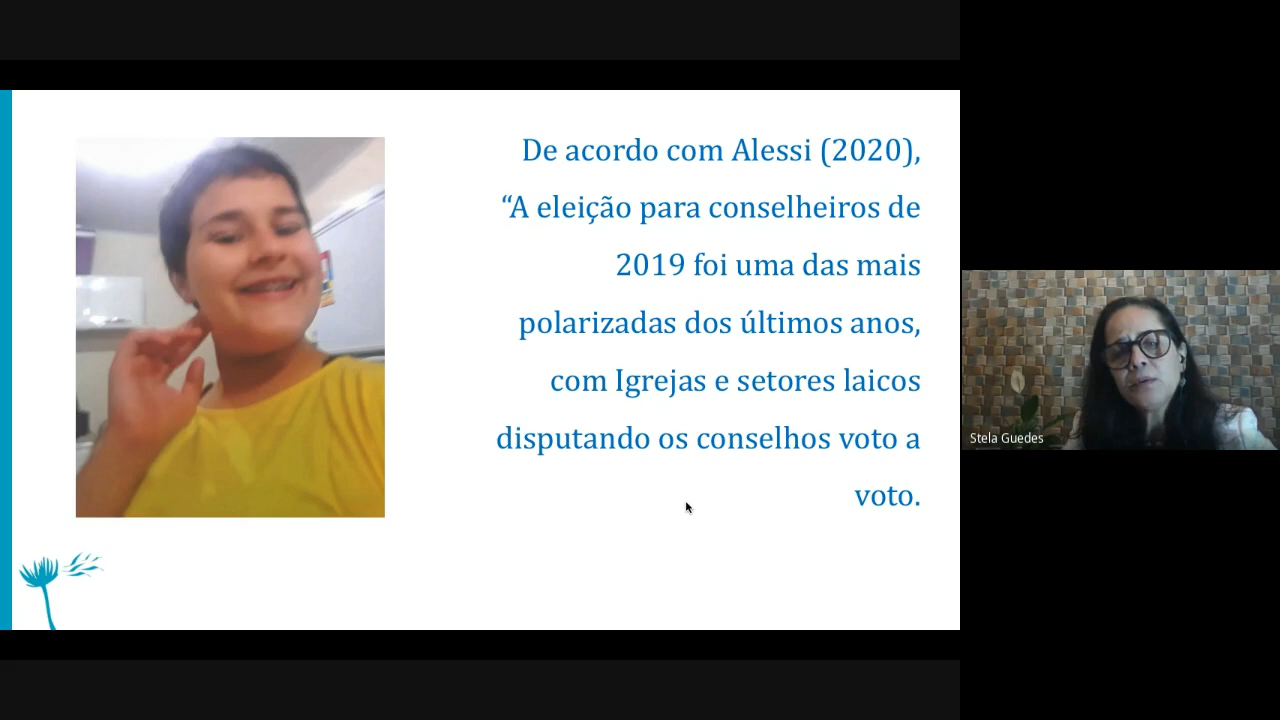 De acordo com Alessi (2020),
“A eleição para conselheiros de
2019 foi uma das mais
polarizadas dos últimos anos,
com Igrejas e setores laicos
disputando os conselhos voto a
voto.
Stela Guedes